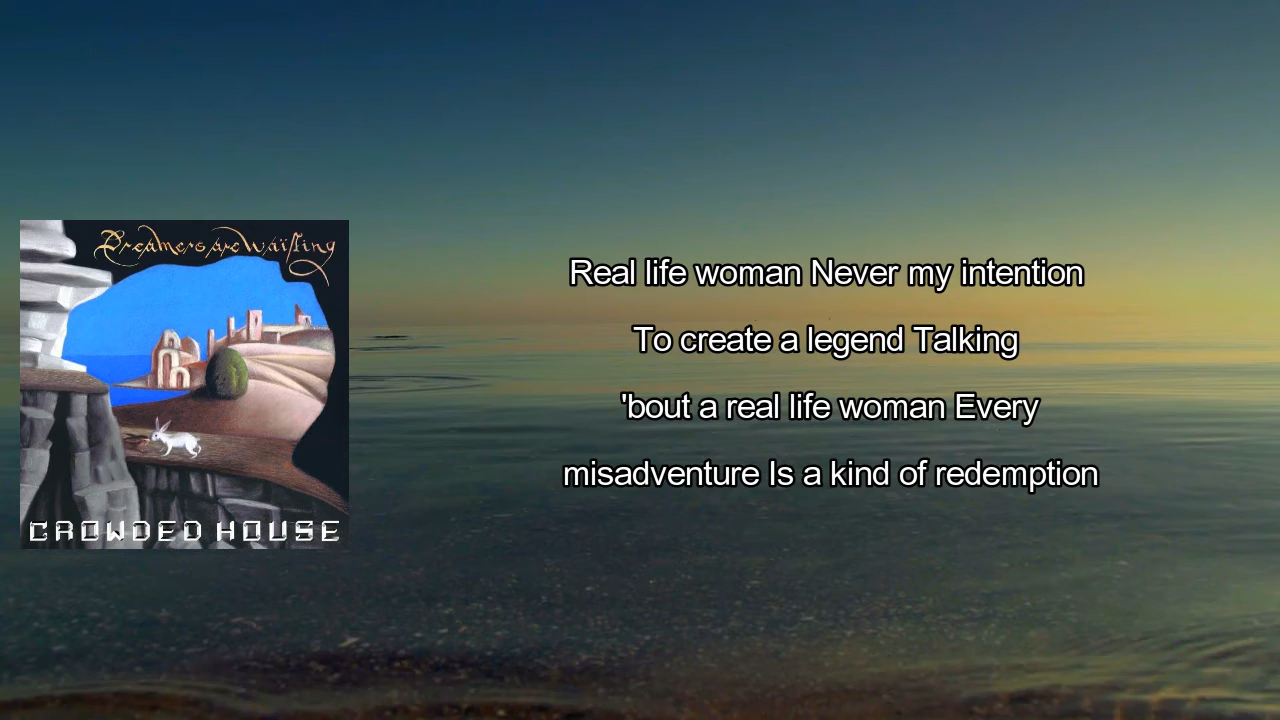 Dreamers are Waiting
CROWDED HOUSE
Real life woman Never my intention
To create a legend Talking
'bout a real life woman Every
misadventure Is a kind of redemption